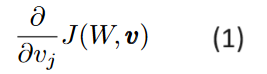 ∂/∂v_j J(W, v) (1)